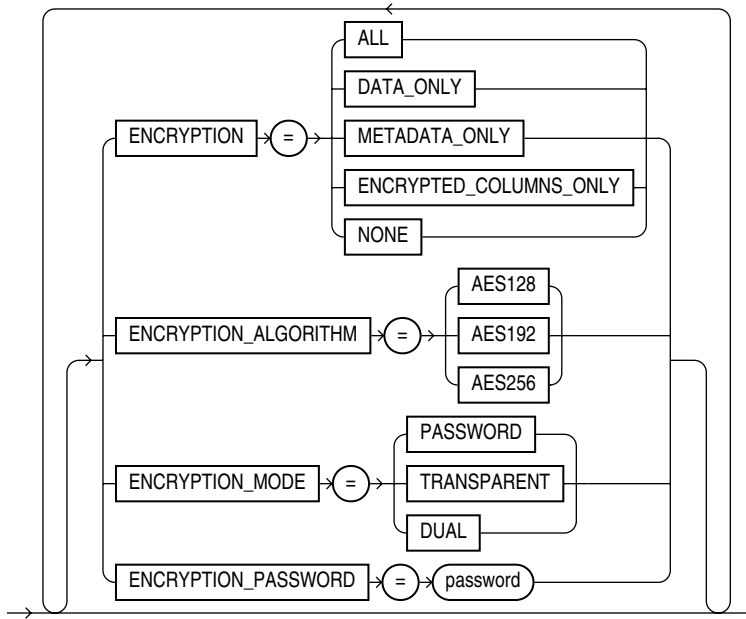 ALL
DATA_ONLY
ENCRYPTION = METADATA_ONLY
ENCRYPTED_COLUMNS_ONLY
NONE
AES128
ENCRYPTION_ALGORITHM = AES192
AES256
PASSWORD
ENCRYPTION_MODE = TRANSPARENT
DUAL
ENCRYPTION_PASSWORD = password